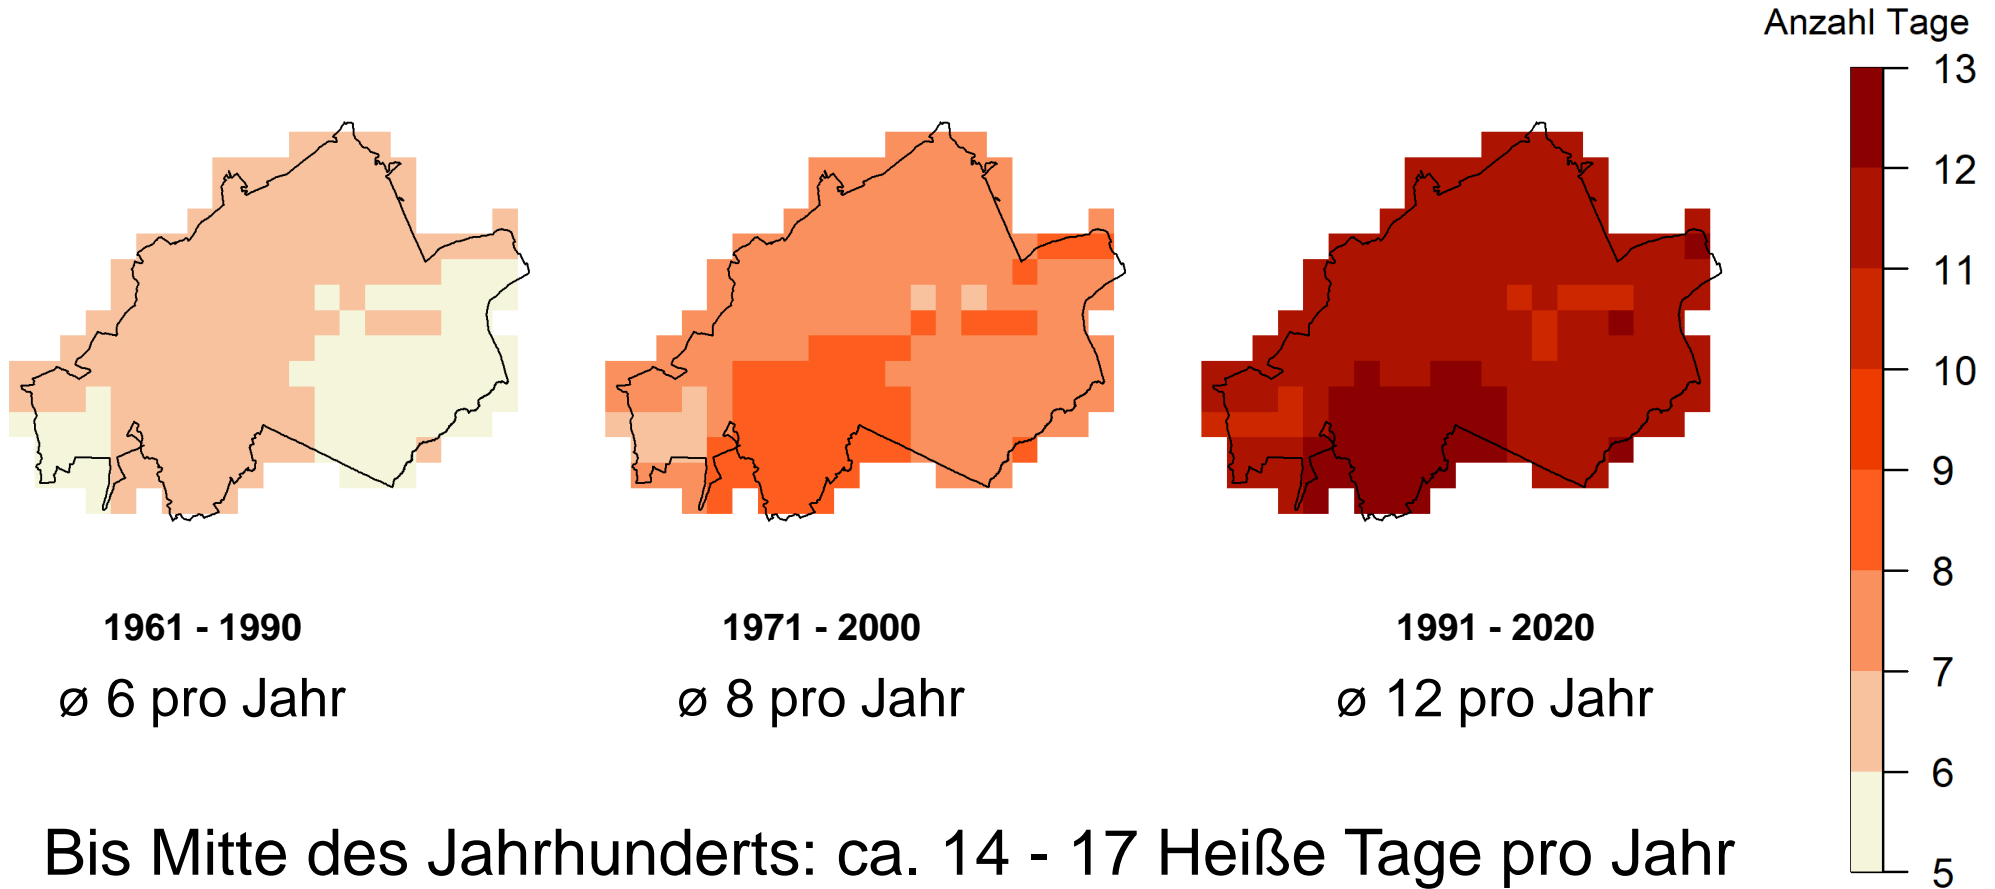 Anzahl Tage
13
12
11
10
9
8
7
6
5
1961 - 1990
1971 - 2000
1991 - 2020
ø 6 pro Jahr
ø 8 pro Jahr
ø 12 pro Jahr
Bis Mitte des Jahrhunderts: ca. 14 - 17 Heiße Tage pro Jahr